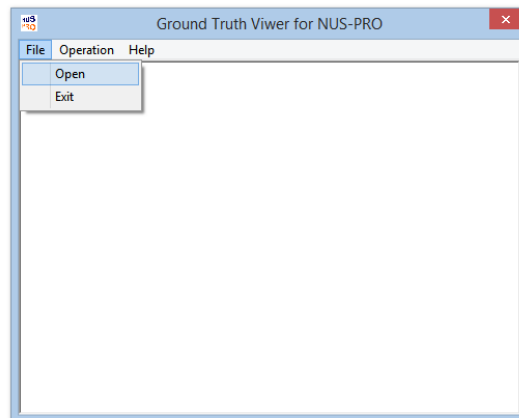 NUS
PRO
Ground Truth Viwer for NUS-PRO
File Operation Help
Open
Exit